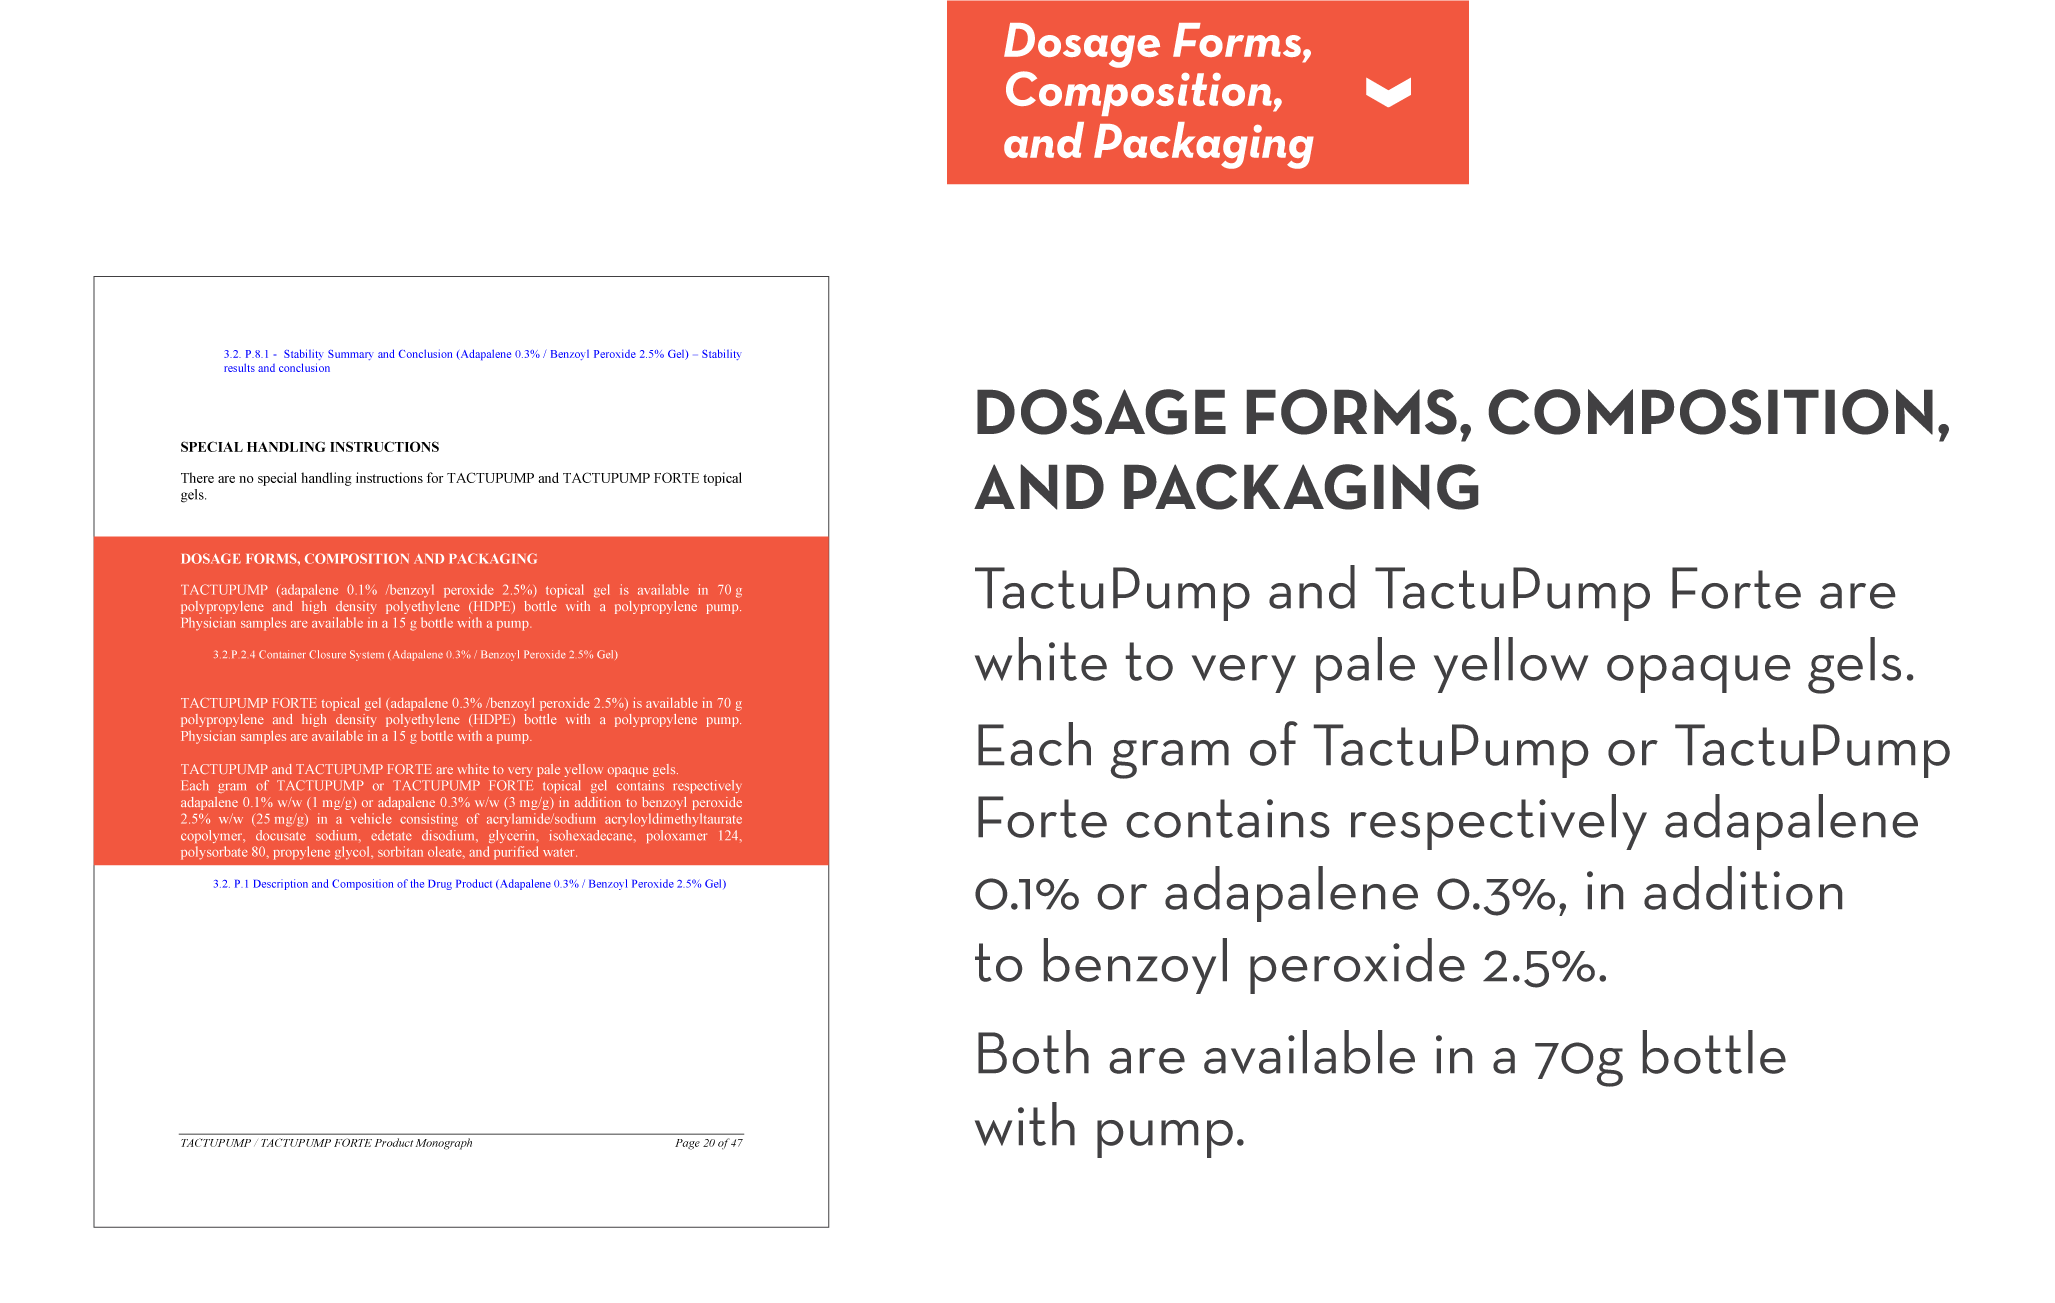 Dosage Forms,
Composition,
and Packaging
3.2. P.8.1 - Stability Summary and Conclusion (Adapalene 0.3% / Benzoyl Peroxide 2.5% Gel) – Stability
results and conclusion
SPECIAL HANDLING INSTRUCTIONS
There are no special handling instructions for TACTUPUMP and TACTUPUMP FORTE topical
gels.
DOSAGE FORMS, COMPOSITION AND PACKAGING
TACTUPUMP (adapalene 0.1% /benzoyl peroxide 2.5%) topical gel is available in 70 g
polypropylene and high density polyethylene (HDPE) bottle with a polypropylene pump.
Physician samples are available in a 15 g bottle with a pump.
3.2.P.2.4 Container Closure System (Adapalene 0.3% / Benzoyl Peroxide 2.5% Gel)
TACTUPUMP FORTE topical gel (adapalene 0.3% /benzoyl peroxide 2.5%) is available in 70 g
polypropylene and high density polyethylene (HDPE) bottle with a polypropylene pump.
Physician samples are available in a 15 g bottle with a pump.
TACTUPUMP and TACTUPUMP FORTE are white to very pale yellow opaque gels.
Each gram of TACTUPUMP or TACTUPUMP FORTE topical gel contains respectively
adapalene 0.1% w/w (1 mg/g) or adapalene 0.3% w/w (3 mg/g) in addition to benzoyl peroxide
2.5% w/w (25 mg/g) in a vehicle consisting of acrylamide/sodium acryloyldimethyltaurate
copolymer, docusate sodium, edetate disodium, glycerin, isohexadecane, poloxamer 124,
polysorbate 80, propylene glycol, sorbitan oleate, and purified water.
3.2. P.1 Description and Composition of the Drug Product (Adapalene 0.3% / Benzoyl Peroxide 2.5% Gel)
TACTUPUMP / TACTUPUMP FORTE Product Monograph Page 20 of 47
DOSAGE FORMS, COMPOSITION,
AND PACKAGING
TactuPump and TactuPump Forte are
white to very pale yellow opaque gels.
Each gram of TactuPump or TactuPump
Forte contains respectively adapalene
0.1% or adapalene 0.3%, in addition
to benzoyl peroxide 2.5%.
Both are available in a 70g bottle
with pump.